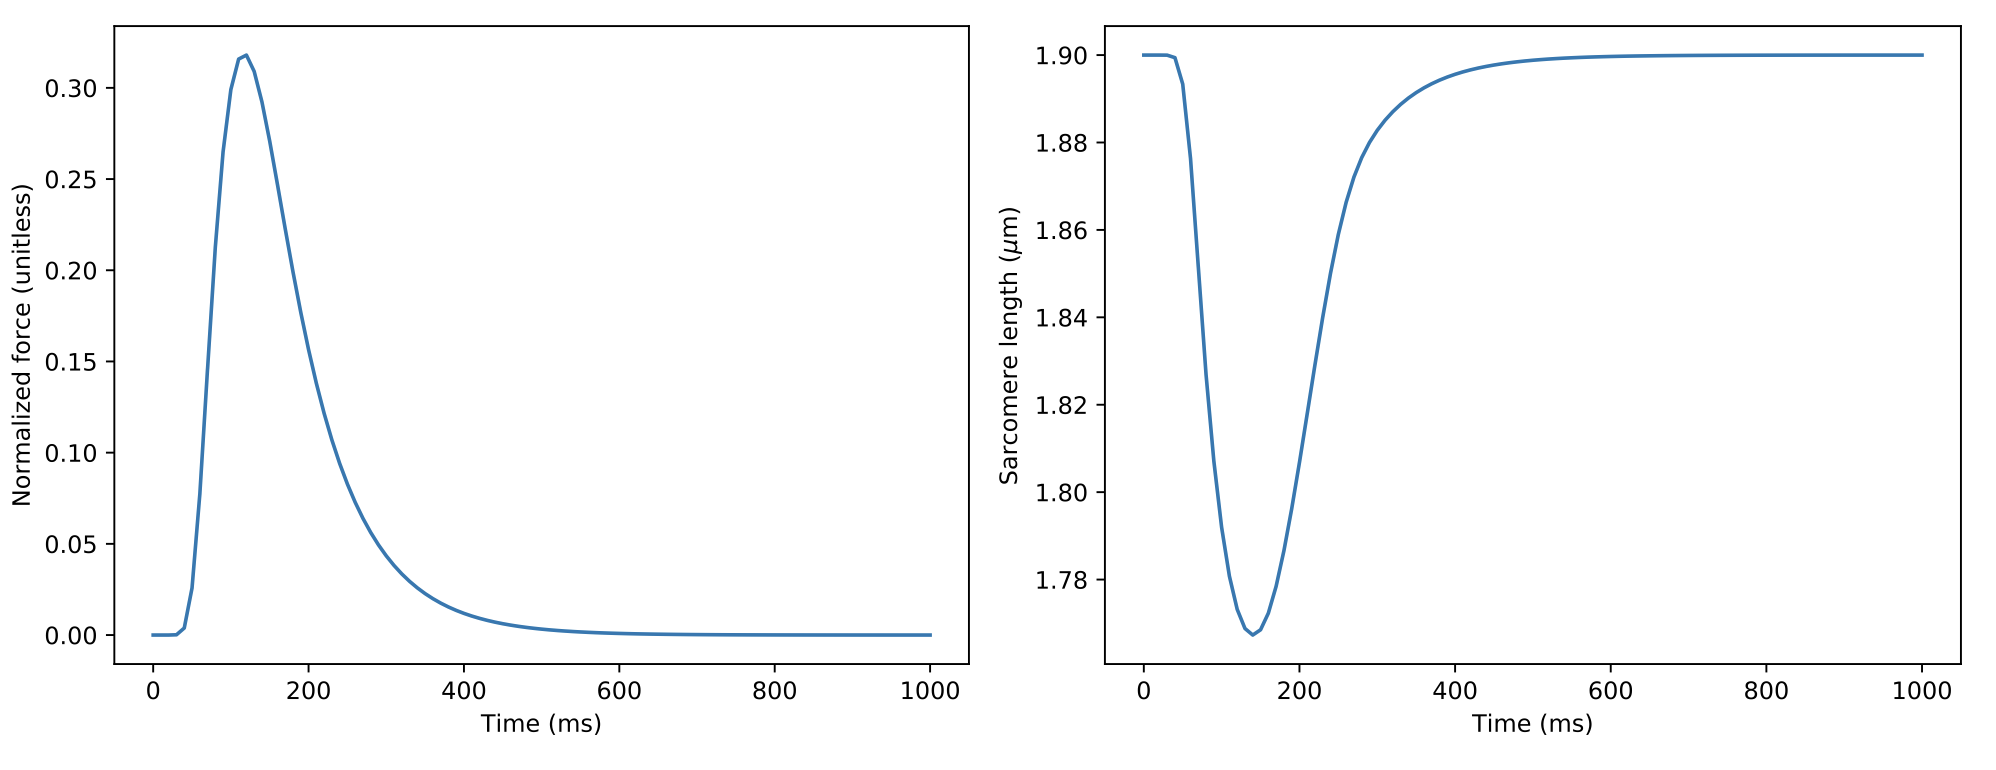 Normalized force (unitless)
0.30
0.25
0.20
0.15
0.10
0.05
0.00
0 200 400 600 800 1000
Time (ms)
Sarcomere length (μm)
1.90
1.88
1.86
1.84
1.82
1.80
1.78
0 200 400 600 800 1000
Time (ms)